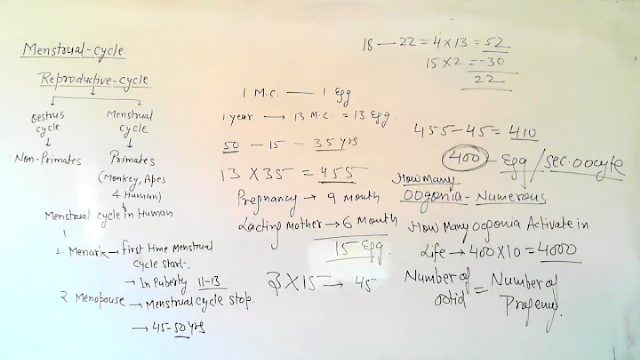 Menstrual-cycle
Reproductive-cycle
Oestrus cycle
Menstrual cycle
Non-Primates
Primates
(Monkey, Apes
& Human)
Menstrual cycle in Human
1. Menark → first time Menstrual
cycle start.
→ In Puberty 11-13
2. Menopause → Menstrual cycle stop.
→ 45-50 yrs
1 M.C. — 1 Egg
1 year → 13 M.C. = 13 Egg
50 - 15 = 35 yrs
13 X 35 = 455
Pregnancy → 9 month
Lacting mother → 6 month
15 Egg
3 X 15 → 45
18 — 22 = 4 X 13 = 52
15 X 2 = -30
22
455-45 = 410
400 - Egg / Sec. oocyte
How many
Oogonia - Numerous
How Many ogonia Activate in
Life → 400 X 10 = 4000
Number of ootid = Number of Progeny.